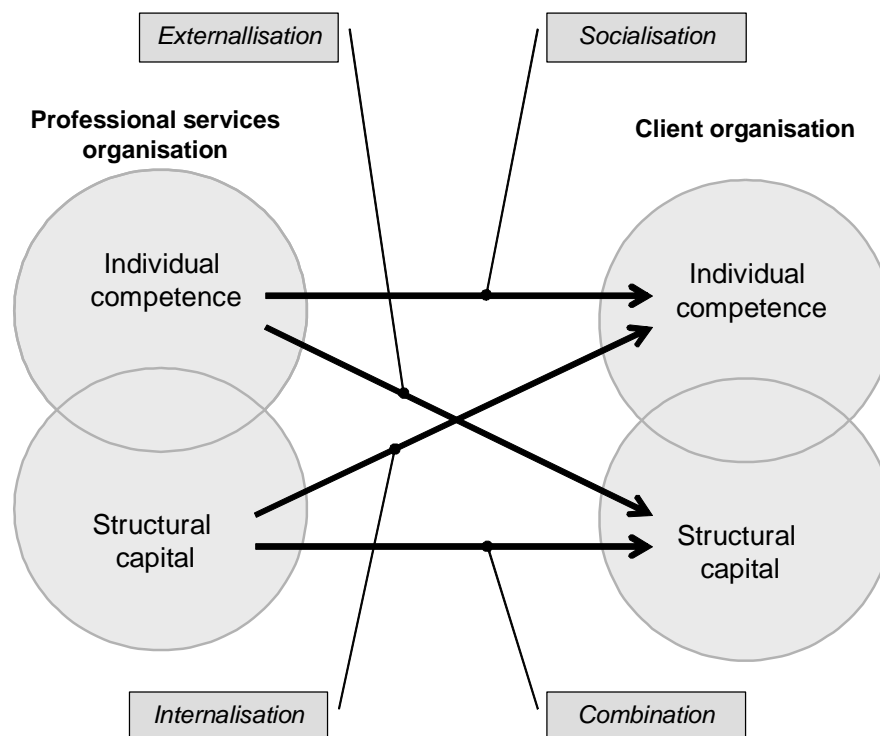 Externallisation
Socialisation
Professional services
organisation
Client organisation
Individual
competence
Individual
competence
Structural
capital
Structural
capital
Internalisation
Combination